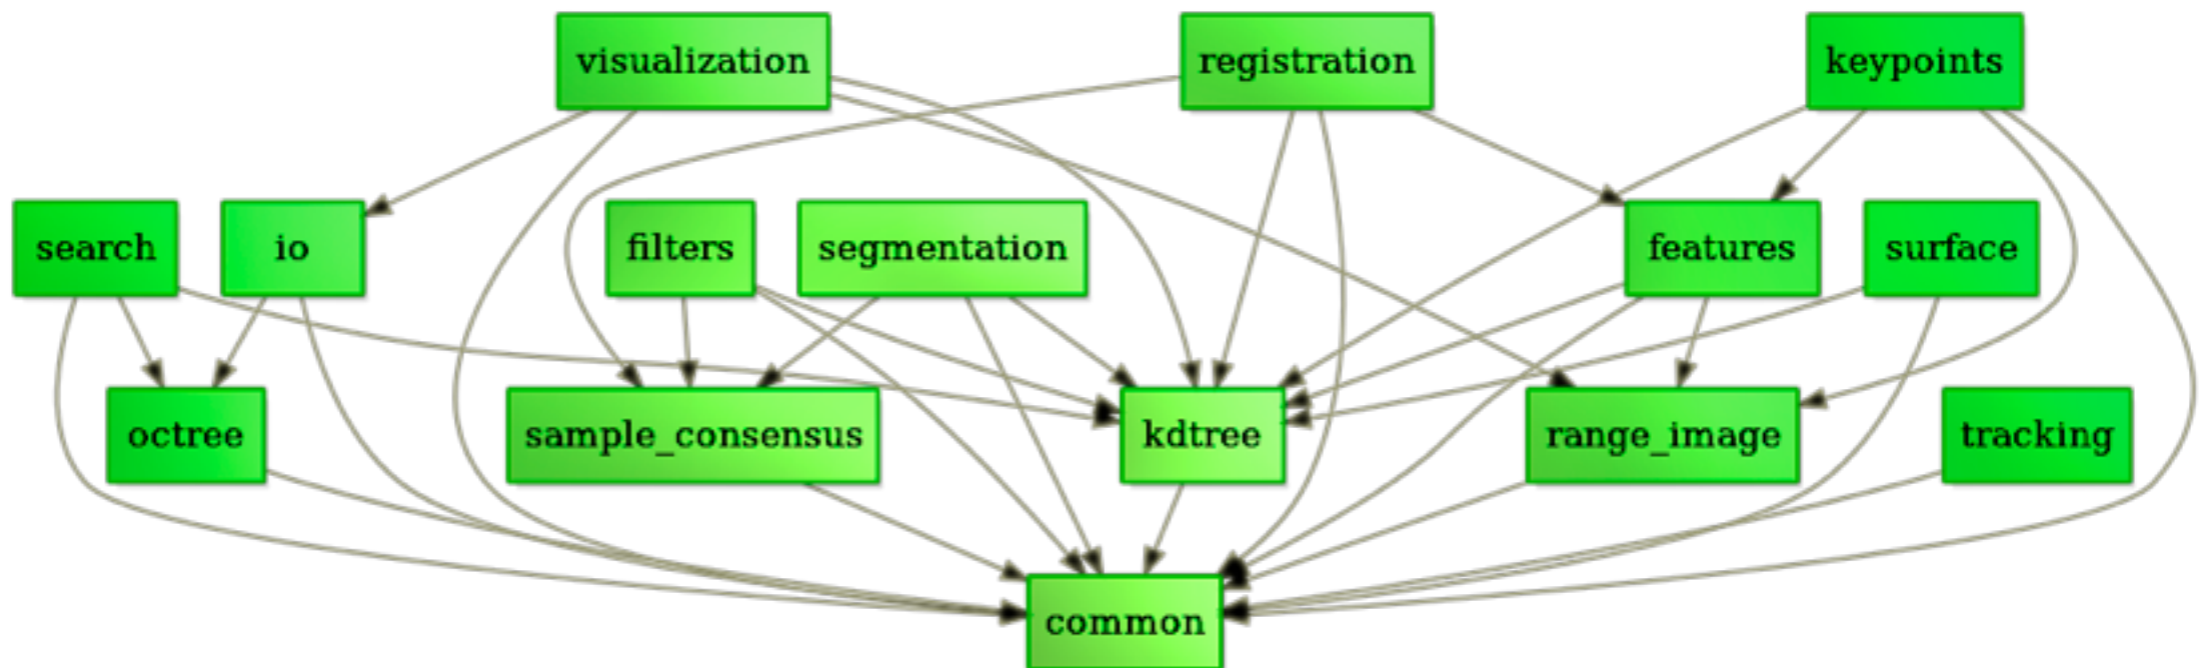 visualization
registration
keypoints
search
io
filters
segmentation
features
surface
octree
sample_consensus
kdtree
range_image
tracking
common